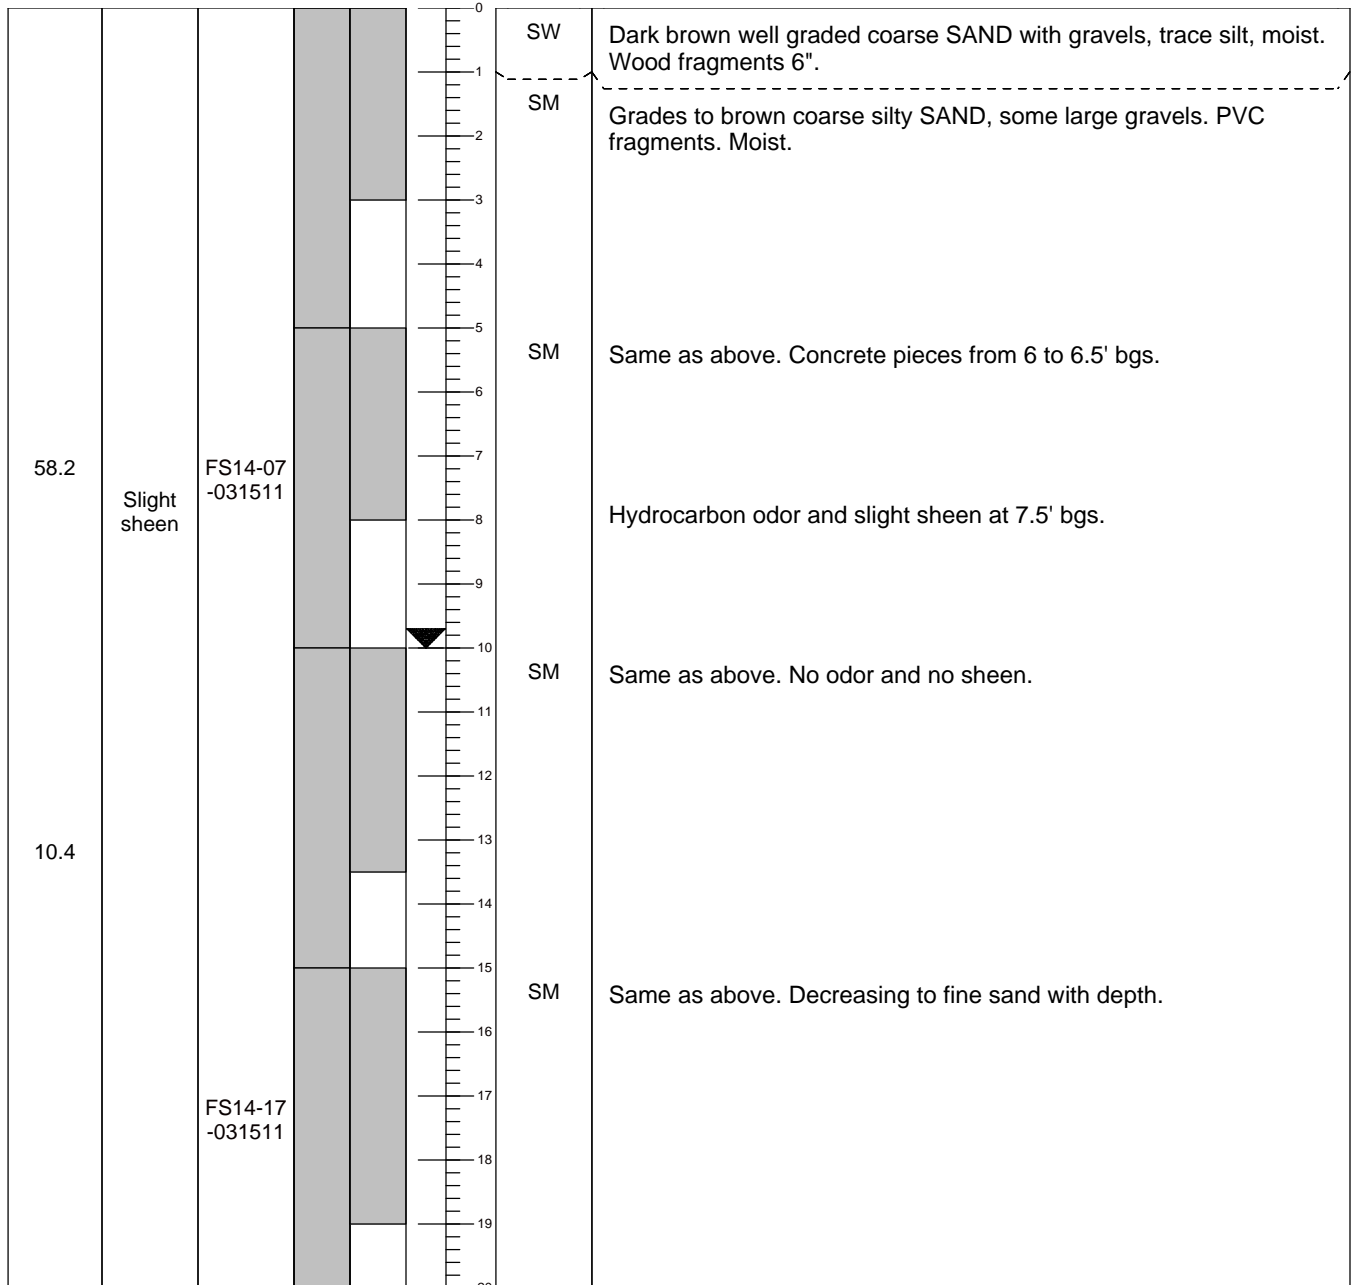 0
SW
Dark brown well graded coarse SAND with gravels, trace silt, moist.
Wood fragments 6".
1
SM
Grades to brown coarse silty SAND, some large gravels. PVC
fragments. Moist.
2
3
4
5
SM
Same as above. Concrete pieces from 6 to 6.5' bgs.
6
7
58.2
Slight
sheen
FS14-07
-031511
Hydrocarbon odor and slight sheen at 7.5' bgs.
8
9
10
SM
Same as above. No odor and no sheen.
11
12
13
10.4
14
15
SM
Same as above. Decreasing to fine sand with depth.
16
17
FS14-17
-031511
18
19